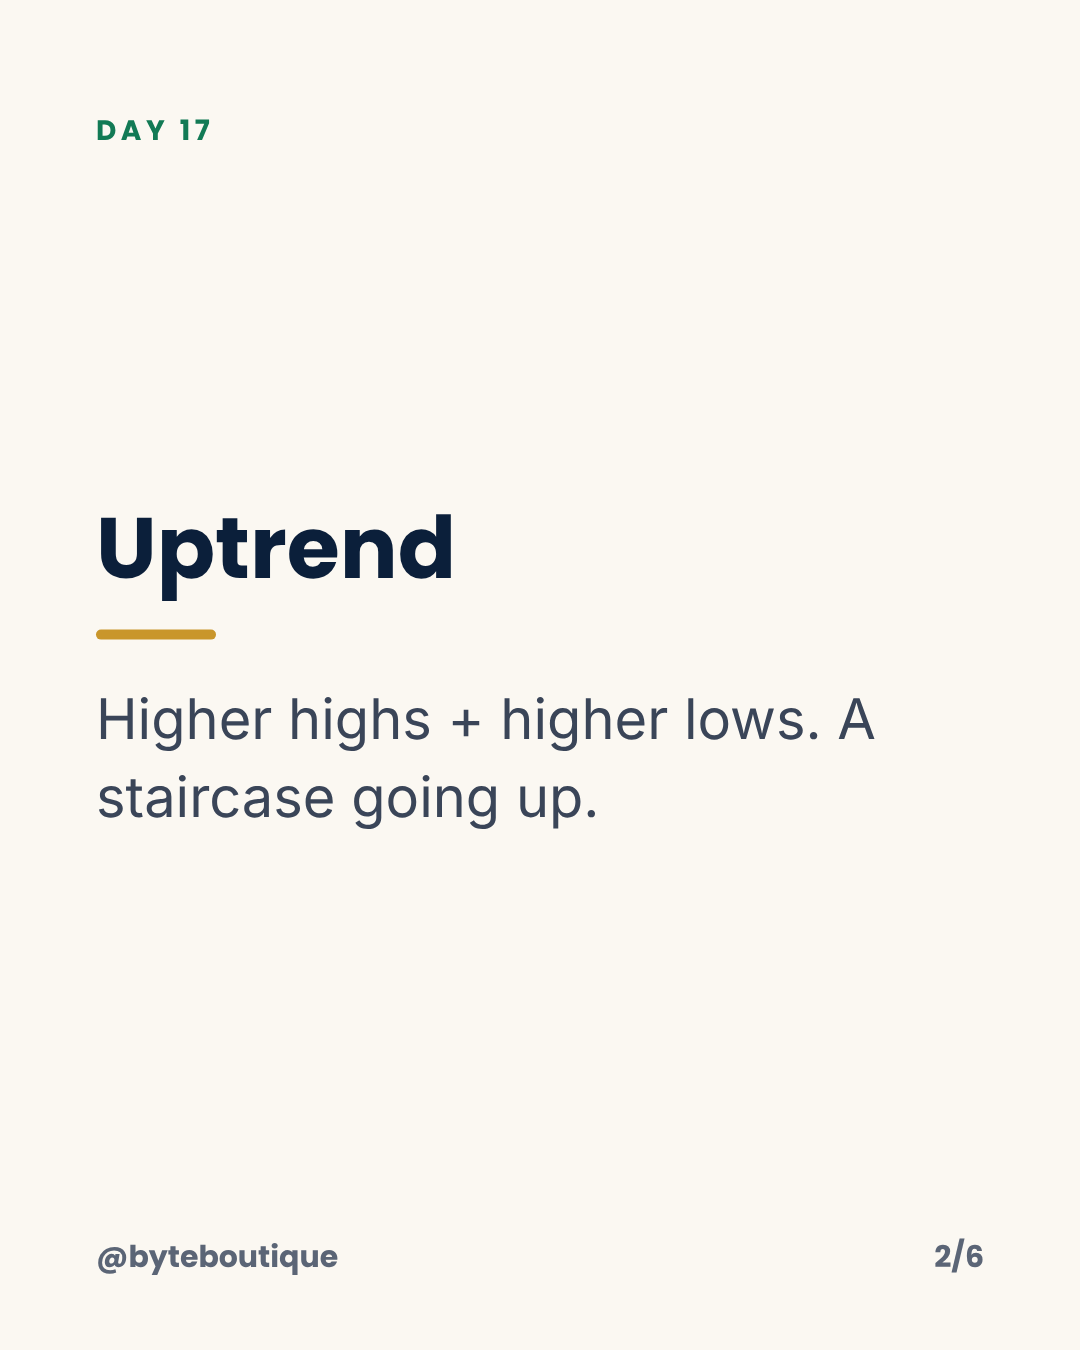 DAY 17
Uptrend
Higher highs + higher lows. A
staircase going up.
@byteboutique
2/6